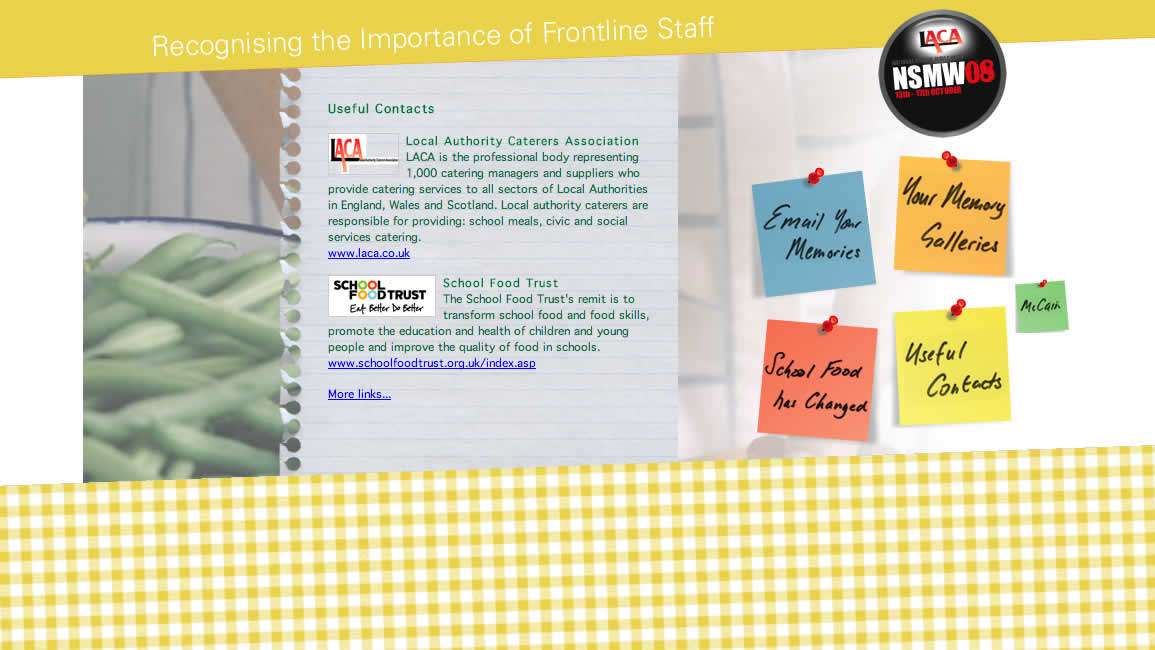 Recognising the Importance of Frontline Staff
LACA
NSMW08
13th - 17th OCTOBER
Useful Contacts
LACA
Local Authority Caterers Association
LACA is the professional body representing
1,000 catering managers and suppliers who
provide catering services to all sectors of Local Authorities
in England, Wales and Scotland. Local authority caterers are
responsible for providing: school meals, civic and social
services catering.
www.laca.co.uk
SCHOOL
FOOD TRUST
Eat Better Do Better
School Food Trust
The School Food Trust's remit is to
transform school food and food skills,
promote the education and health of children and young
people and improve the quality of food in schools.
www.schoolfoodtrust.org.uk/index.asp
More links...
Email Your
Memories
Your Memory
Galleries
McCain
School Food
has Changed
Useful
Contacts